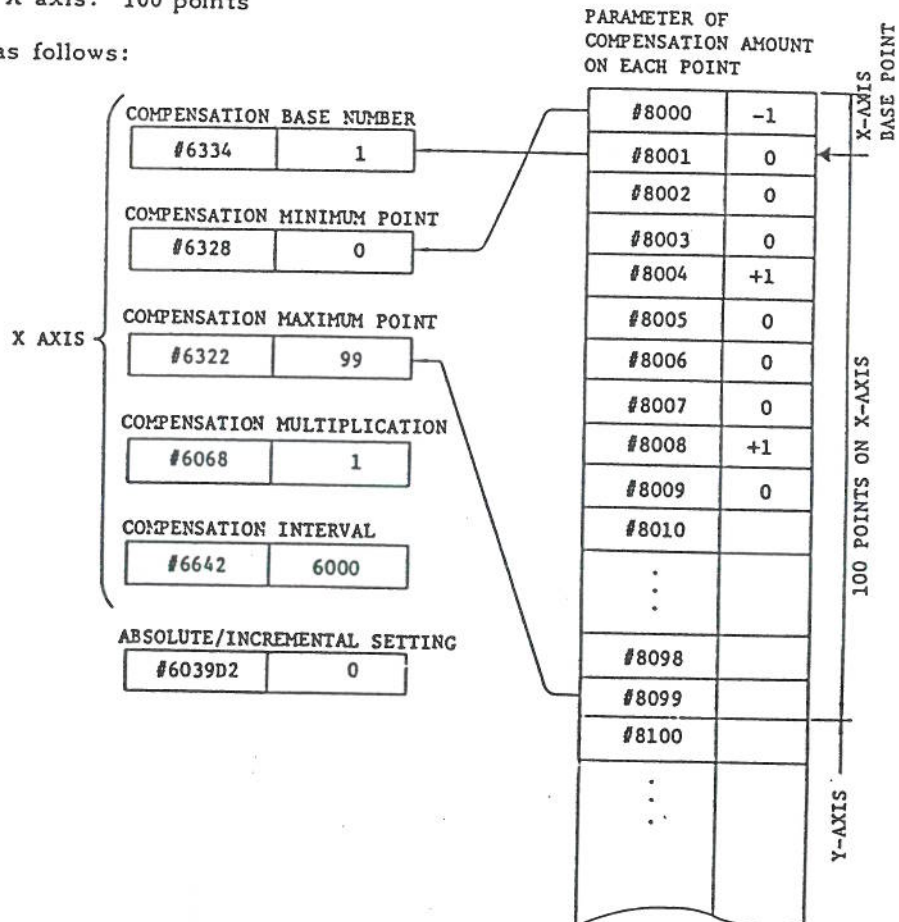 X axis: 100 points
as follows:
PARAMETER OF
COMPENSATION AMOUNT
ON EACH POINT
X-AXIS
BASE POINT
X AXIS
COMPENSATION BASE NUMBER
#6334 1
COMPENSATION MINIMUM POINT
#6328 0
COMPENSATION MAXIMUM POINT
#6322 99
COMPENSATION MULTIPLICATION
#6068 1
COMPENSATION INTERVAL
#6642 6000
ABSOLUTE/INCREMENTAL SETTING
#6039D2 0
#8000 -1
#8001 0
#8002 0
#8003 0
#8004 +1
#8005 0
#8006 0
#8007 0
#8008 +1
#8009 0
#8010
#8098
#8099
#8100
100 POINTS ON X-AXIS
Y-AXIS